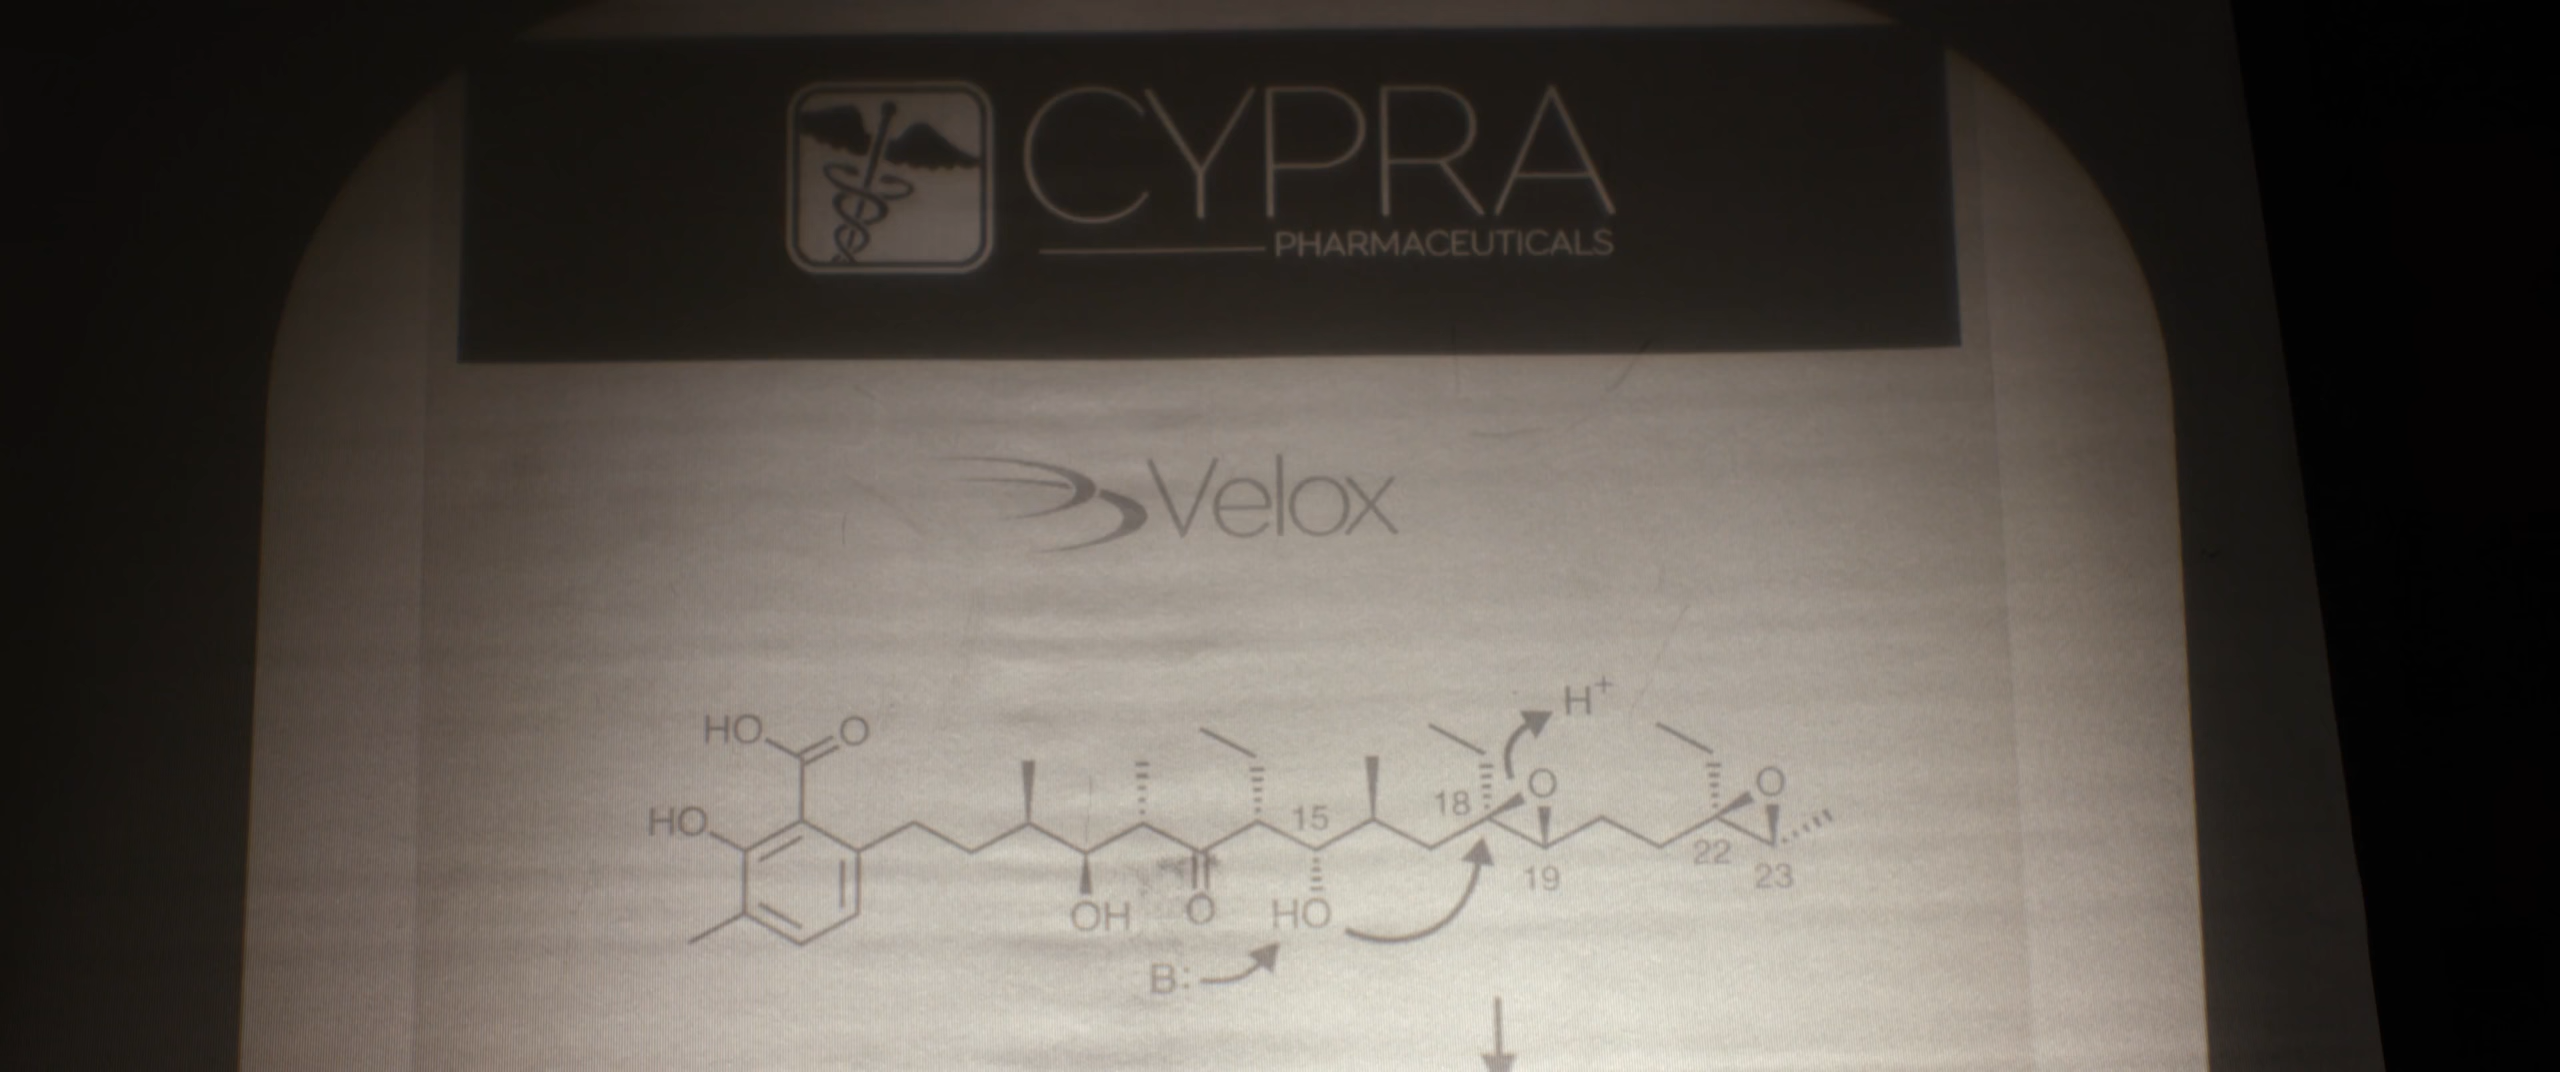 CYPRA
PHARMACEUTICALS
Velox
H+
HO O
O O
HO 15 18
22
19 23
OH O HO
B: